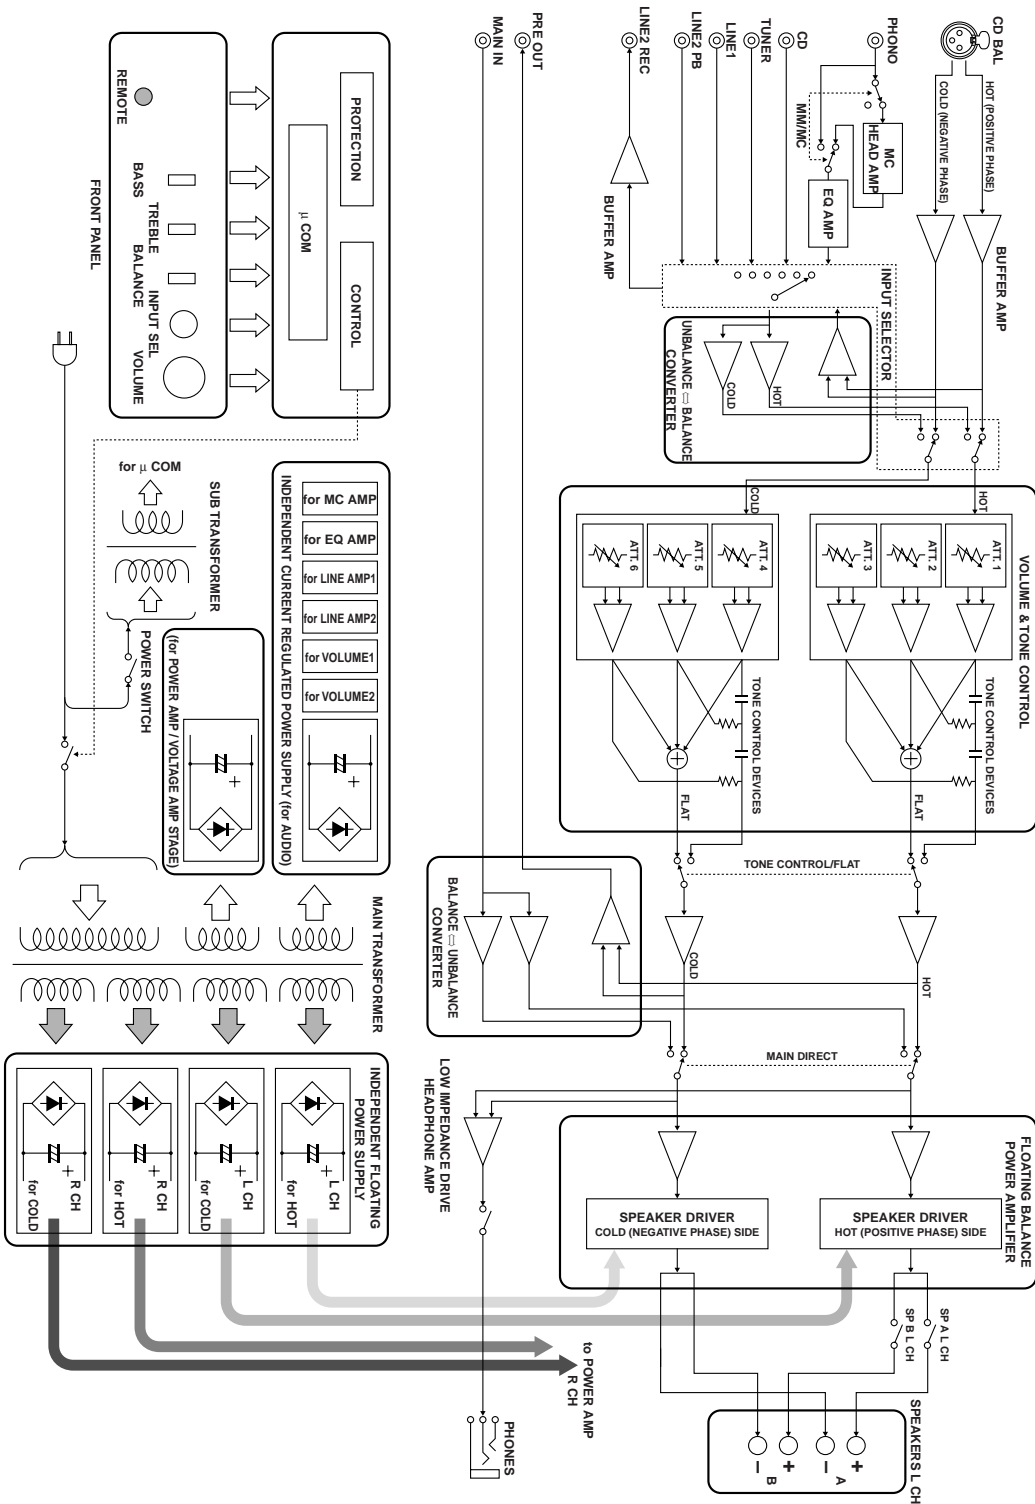 CD BAL
HOT (POSITIVE PHASE)
COLD (NEGATIVE PHASE)
BUFFER AMP
PHONO
MC
HEAD AMP
MM/MC
EQ AMP
CD
TUNER
LINE1
LINE2 PB
LINE2 REC
BUFFER AMP
PRE OUT
MAIN IN
INPUT SELECTOR
UNBALANCE ⇔ BALANCE
CONVERTER
HOT
COLD
VOLUME & TONE CONTROL
HOT
COLD
ATT. 1
ATT. 2
ATT. 3
ATT. 4
ATT. 5
ATT. 6
TONE CONTROL DEVICES
TONE CONTROL DEVICES
FLAT
FLAT
TONE CONTROL/FLAT
HOT
COLD
BALANCE ⇔ UNBALANCE
CONVERTER
MAIN DIRECT
LOW IMPEDANCE DRIVE
HEADPHONE AMP
FLOATING BALANCE
POWER AMPLIFIER
SPEAKER DRIVER
HOT (POSITIVE PHASE) SIDE
SPEAKER DRIVER
COLD (NEGATIVE PHASE) SIDE
SP A L CH
SP B L CH
SPEAKERS L CH
+
−
A
+
−
B
PHONES
PROTECTION
CONTROL
μ COM
REMOTE
BASS
TREBLE
BALANCE
INPUT SEL
VOLUME
FRONT PANEL
for μ COM
SUB TRANSFORMER
POWER SWITCH
for MC AMP
for EQ AMP
for LINE AMP1
for LINE AMP2
for VOLUME1
for VOLUME2
+
INDEPENDENT CURRENT REGULATED POWER SUPPLY (for AUDIO)
+
(for POWER AMP / VOLTAGE AMP STAGE)
MAIN TRANSFORMER
INDEPENDENT FLOATING
POWER SUPPLY
+
L CH
for HOT
+
L CH
for COLD
+
R CH
for HOT
+
R CH
for COLD
to POWER AMP
R CH